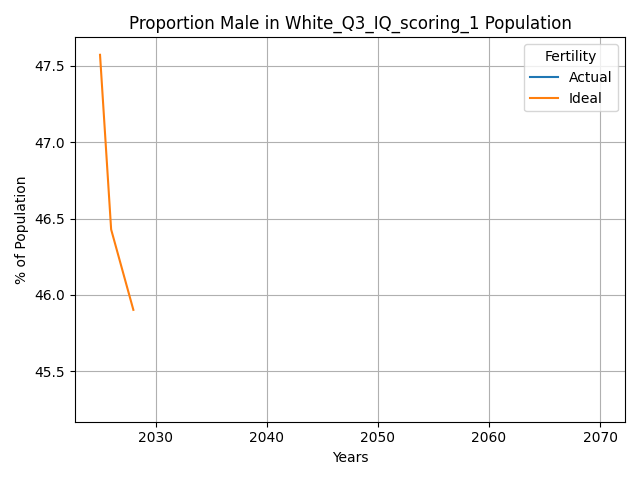 Proportion Male in White_Q3_IQ_scoring_1 Population
Fertility
Actual
Ideal
47.5
47.0
46.5
46.0
45.5
% of Population
2030 2040 2050 2060 2070
Years